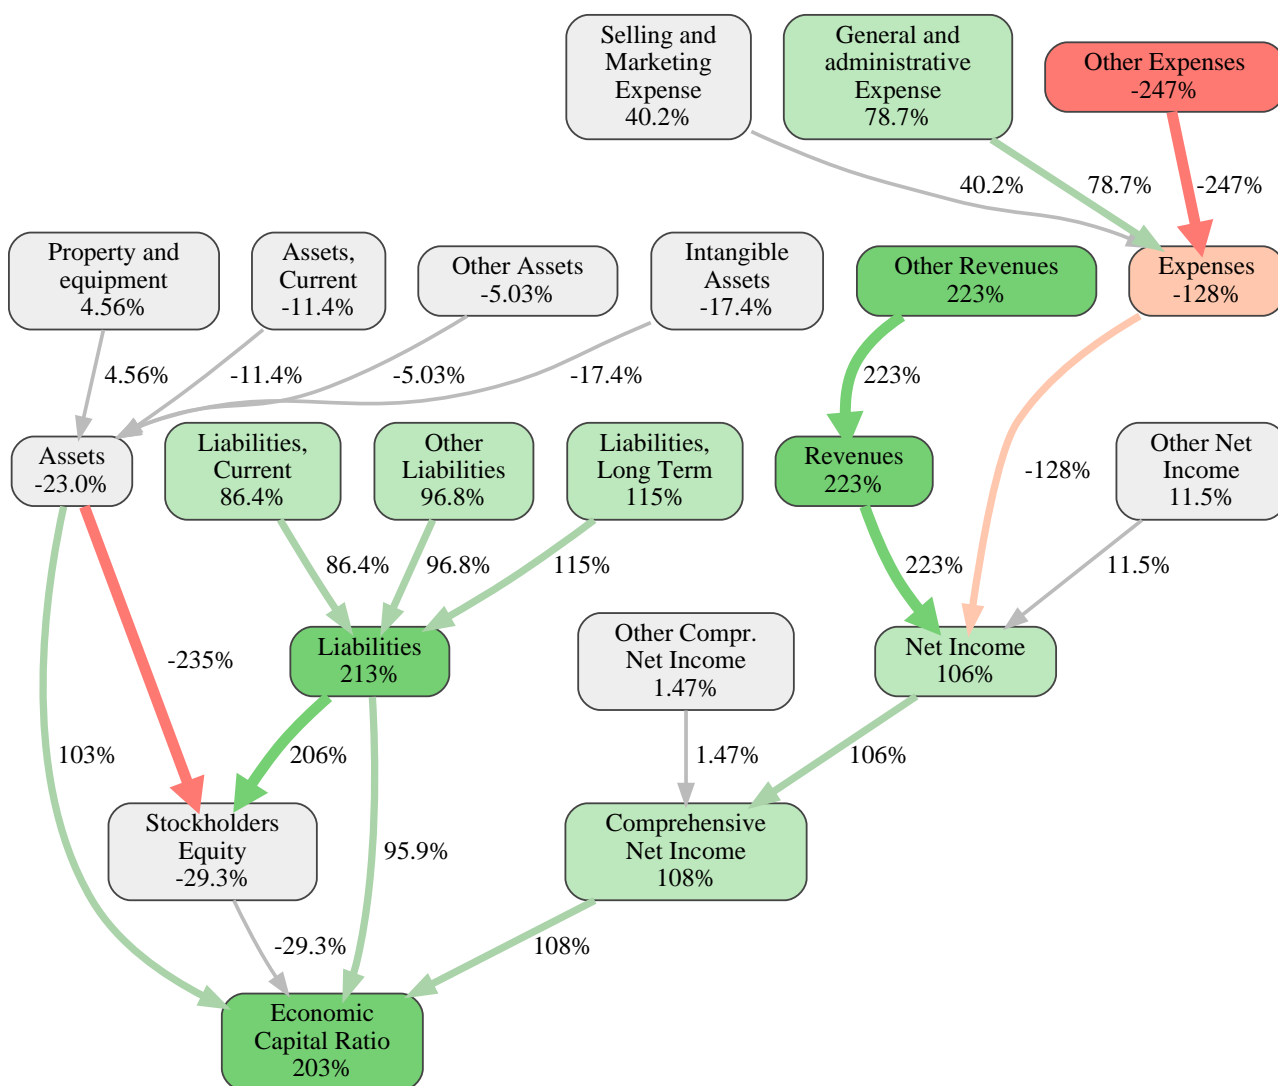 Selling and
Marketing
Expense
40.2%
General and
administrative
Expense
78.7%
Other Expenses
-247%
40.2%
78.7%
-247%
Property and
equipment
4.56%
Assets,
Current
-11.4%
Other Assets
-5.03%
Intangible
Assets
-17.4%
Other Revenues
223%
Expenses
-128%
4.56%
-11.4%
-5.03%
-17.4%
223%
-128%
Assets
-23.0%
Liabilities,
Current
86.4%
Other
Liabilities
96.8%
Liabilities,
Long Term
115%
Revenues
223%
Other Net
Income
11.5%
86.4%
96.8%
115%
223%
11.5%
-235%
Liabilities
213%
Other Compr.
Net Income
1.47%
Net Income
106%
103%
206%
1.47%
106%
Stockholders
Equity
-29.3%
95.9%
Comprehensive
Net Income
108%
-29.3%
108%
Economic
Capital Ratio
203%